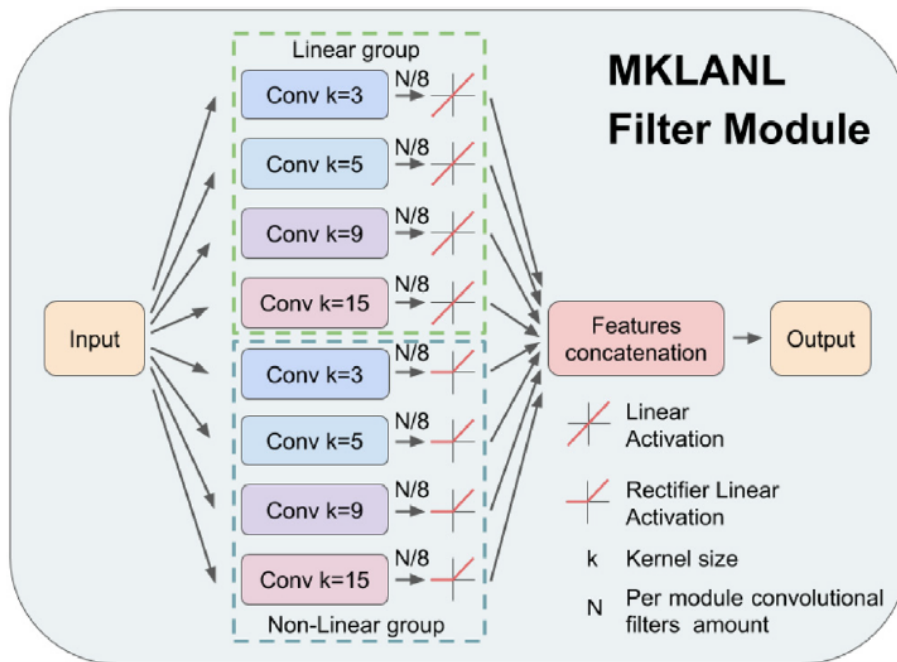 Linear group
MKLANL
Filter Module
Conv k=3
N/8
Conv k=5
N/8
Conv k=9
N/8
Conv k=15
N/8
Input
Features
concatenation
Output
Conv k=3
N/8
Conv k=5
N/8
Conv k=9
N/8
Conv k=15
N/8
Non-Linear group
Linear
Activation
Rectifier Linear
Activation
k Kernel size
N Per module convolutional
filters amount